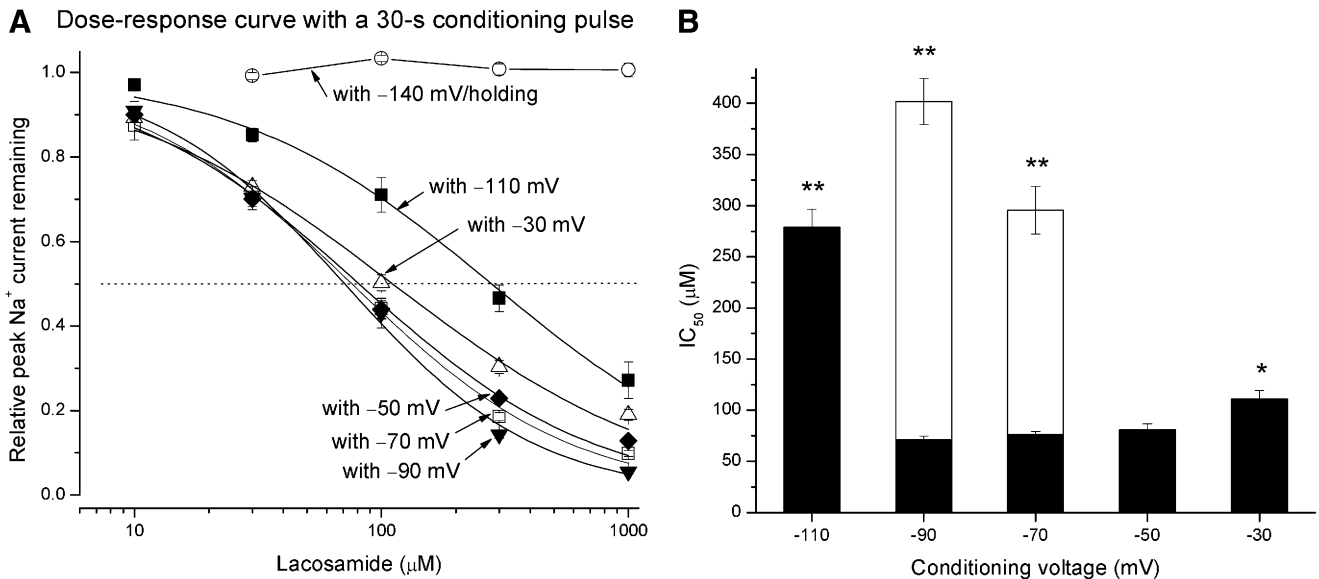 A Dose-response curve with a 30-s conditioning pulse
Relative peak Na+ current remaining
1.0
0.8
0.6
0.4
0.2
0.0
with −140 mV/holding
with −110 mV
with −30 mV
with −50 mV
with −70 mV
with −90 mV
10 100 1000
Lacosamide (μM)
B
IC50 (μM)
400
350
300
250
200
150
100
50
0
**
**
**
*
-110 -90 -70 -50 -30
Conditioning voltage (mV)